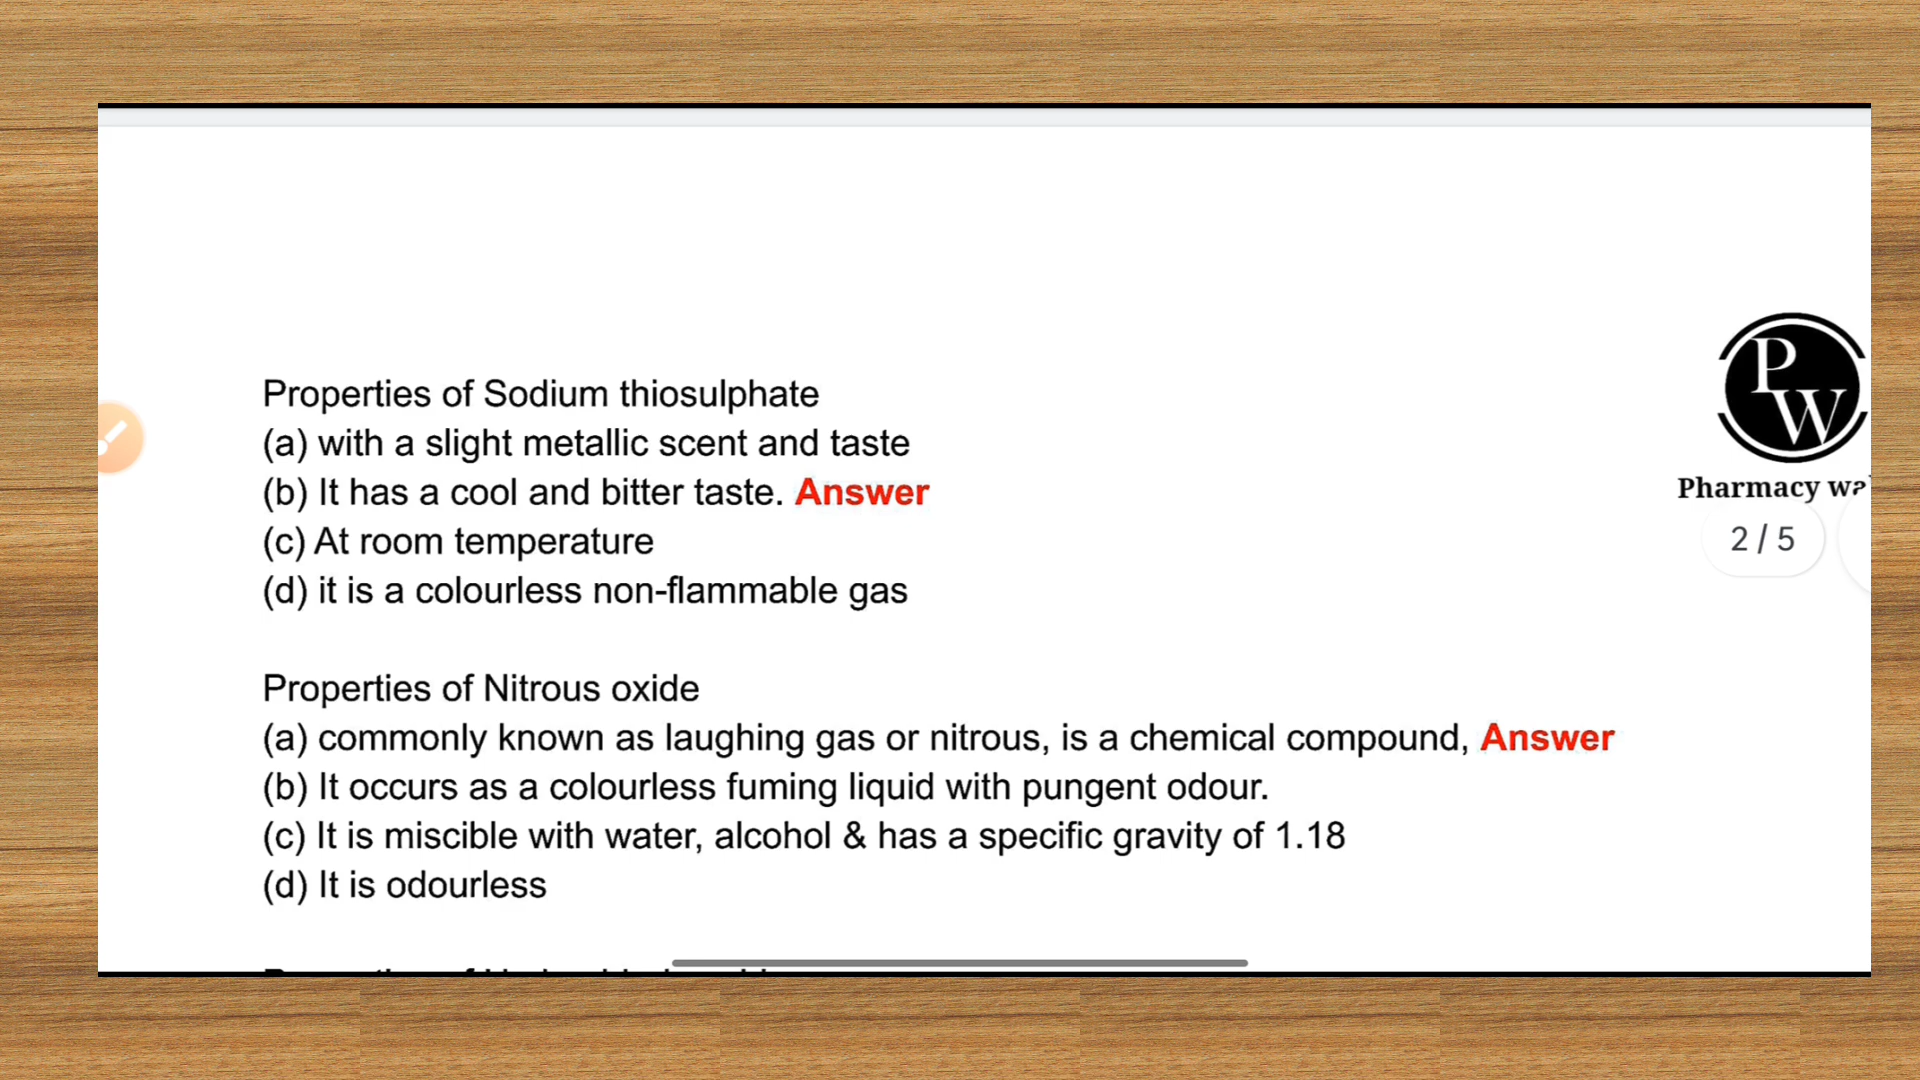 Properties of Sodium thiosulphate
(a) with a slight metallic scent and taste
(b) It has a cool and bitter taste. Answer
(c) At room temperature
(d) it is a colourless non-flammable gas
Properties of Nitrous oxide
(a) commonly known as laughing gas or nitrous, is a chemical compound, Answer
(b) It occurs as a colourless fuming liquid with pungent odour.
(c) It is miscible with water, alcohol & has a specific gravity of 1.18
(d) It is odourless
PW
Pharmacy
2 / 5